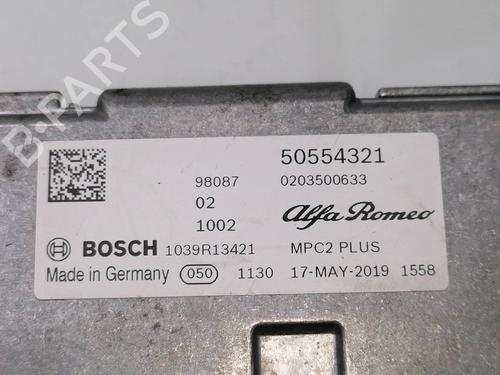 B-PARTS
50554321
98087 0203500633
02
1002 Alfa Romeo
BOSCH 1039R13421 MPC2 PLUS
Made in Germany 050 1130 17-MAY-2019 1558